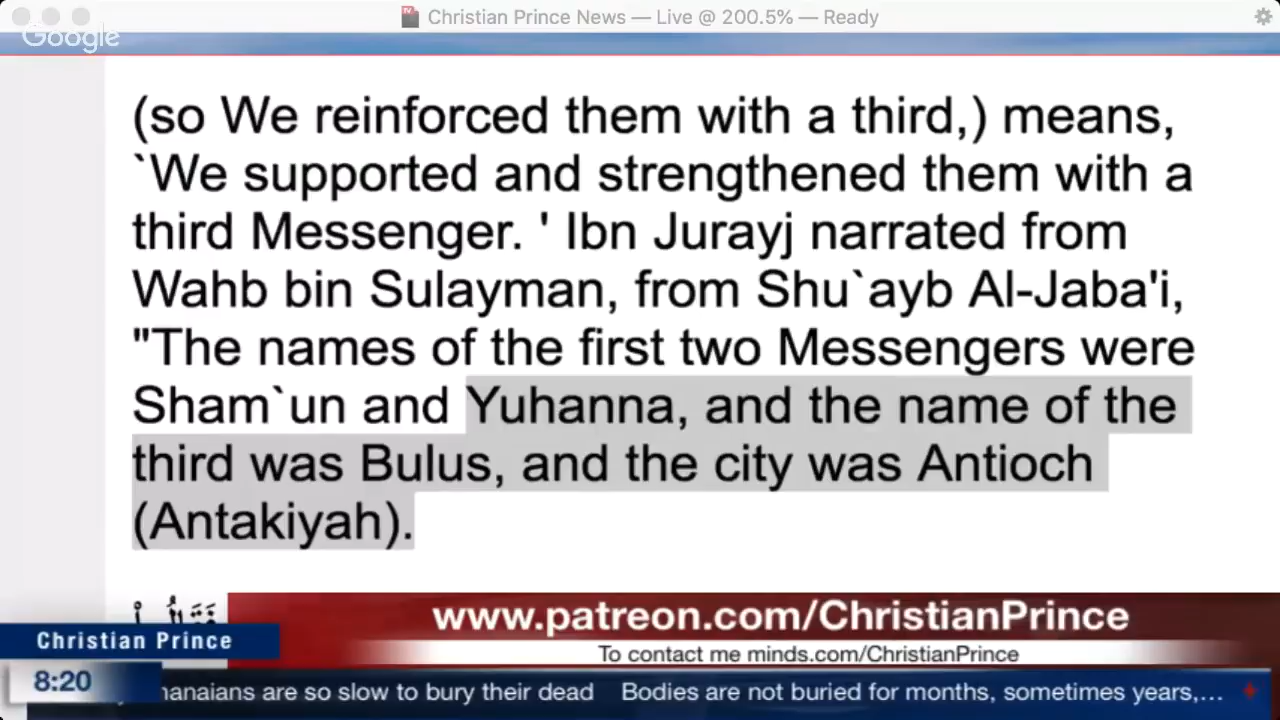 Christian Prince News — Live @ 200.5% — Ready
Google
(so We reinforced them with a third,) means,
`We supported and strengthened them with a
third Messenger. ' Ibn Jurayj narrated from
Wahb bin Sulayman, from Shu`ayb Al-Jaba'i,
"The names of the first two Messengers were
Sham`un and Yuhanna, and the name of the
third was Bulus, and the city was Antioch
(Antakiyah).
www.patreon.com/ChristianPrince
Christian Prince
To contact me minds.com/ChristianPrince
8:20
are so slow to bury their dead Bodies are not buried for months, sometimes years,...